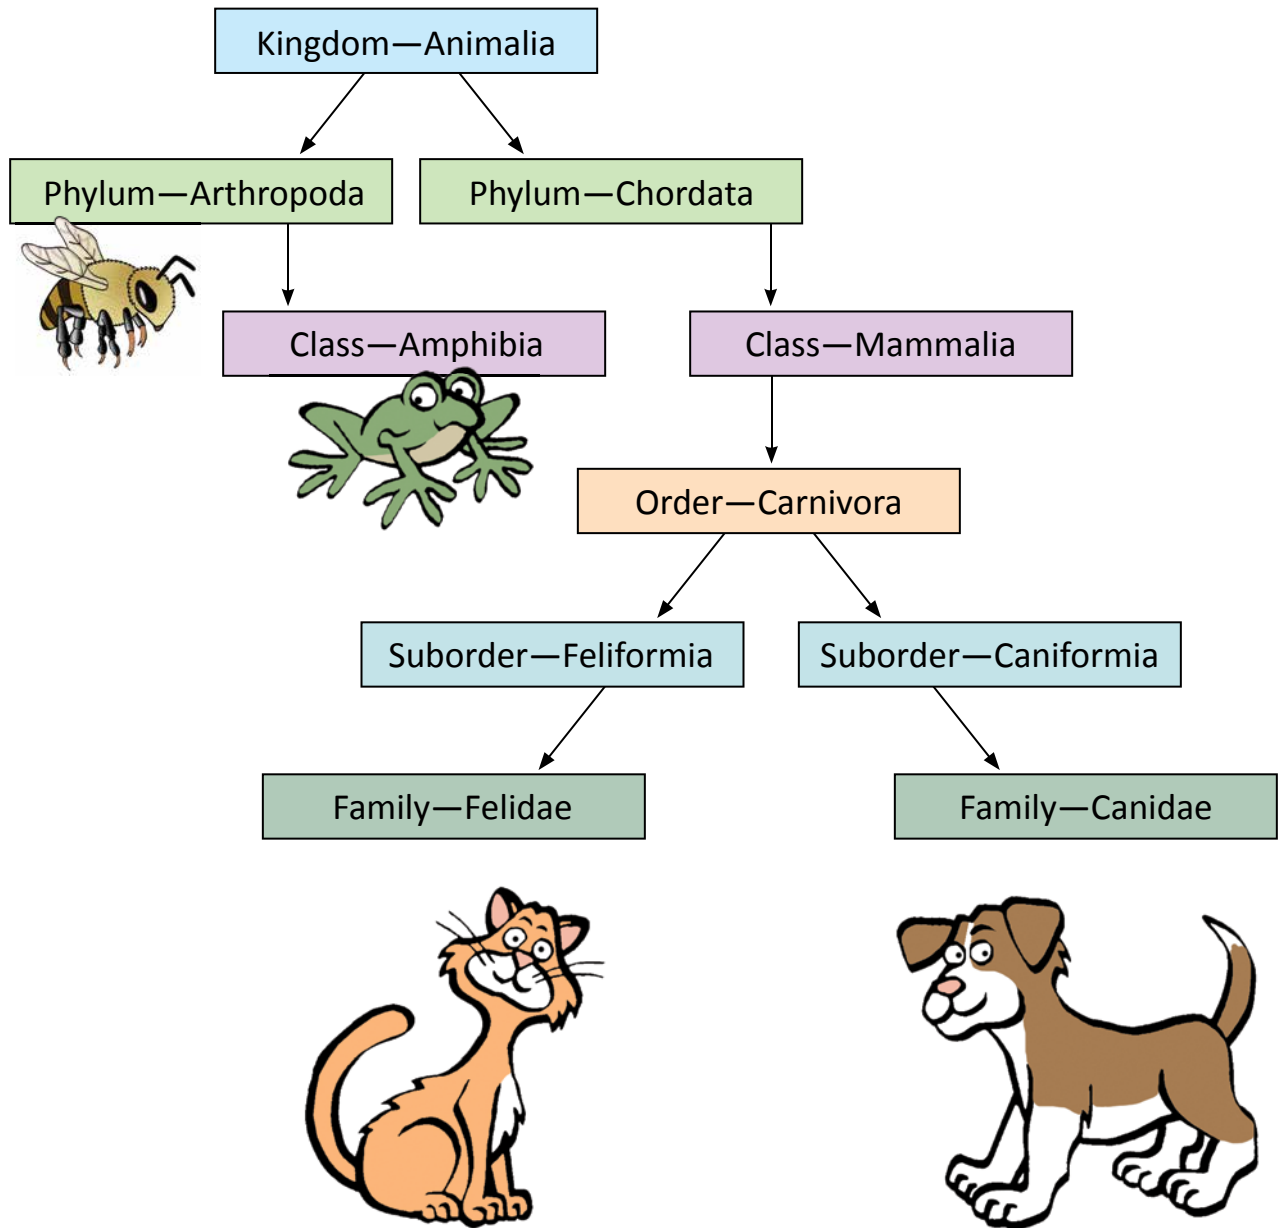 Kingdom—Animalia
Phylum—Arthropoda
Phylum—Chordata
Class—Amphibia
Class—Mammalia
Order—Carnivora
Suborder—Feliformia
Suborder—Caniformia
Family—Felidae
Family—Canidae